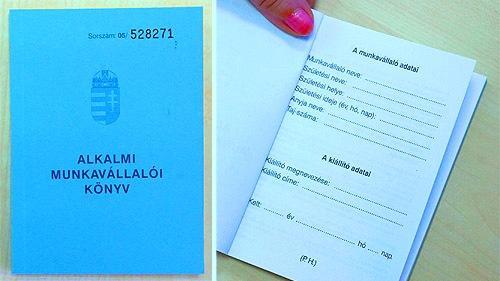 Sorszám: 05/ 528271
ALKALMI
MUNKAVÁLLALÓI
KÖNYV
A munkavállaló adatai
Munkavállaló neve:
Születési neve:
Születési helye:
Születési ideje (év, hó, nap):
Anyja neve:
Taj-száma:
A kiállító adatai
Kiállító megnevezése:
Kiállító címe:
Kelt: év hó nap.
(P.H.)